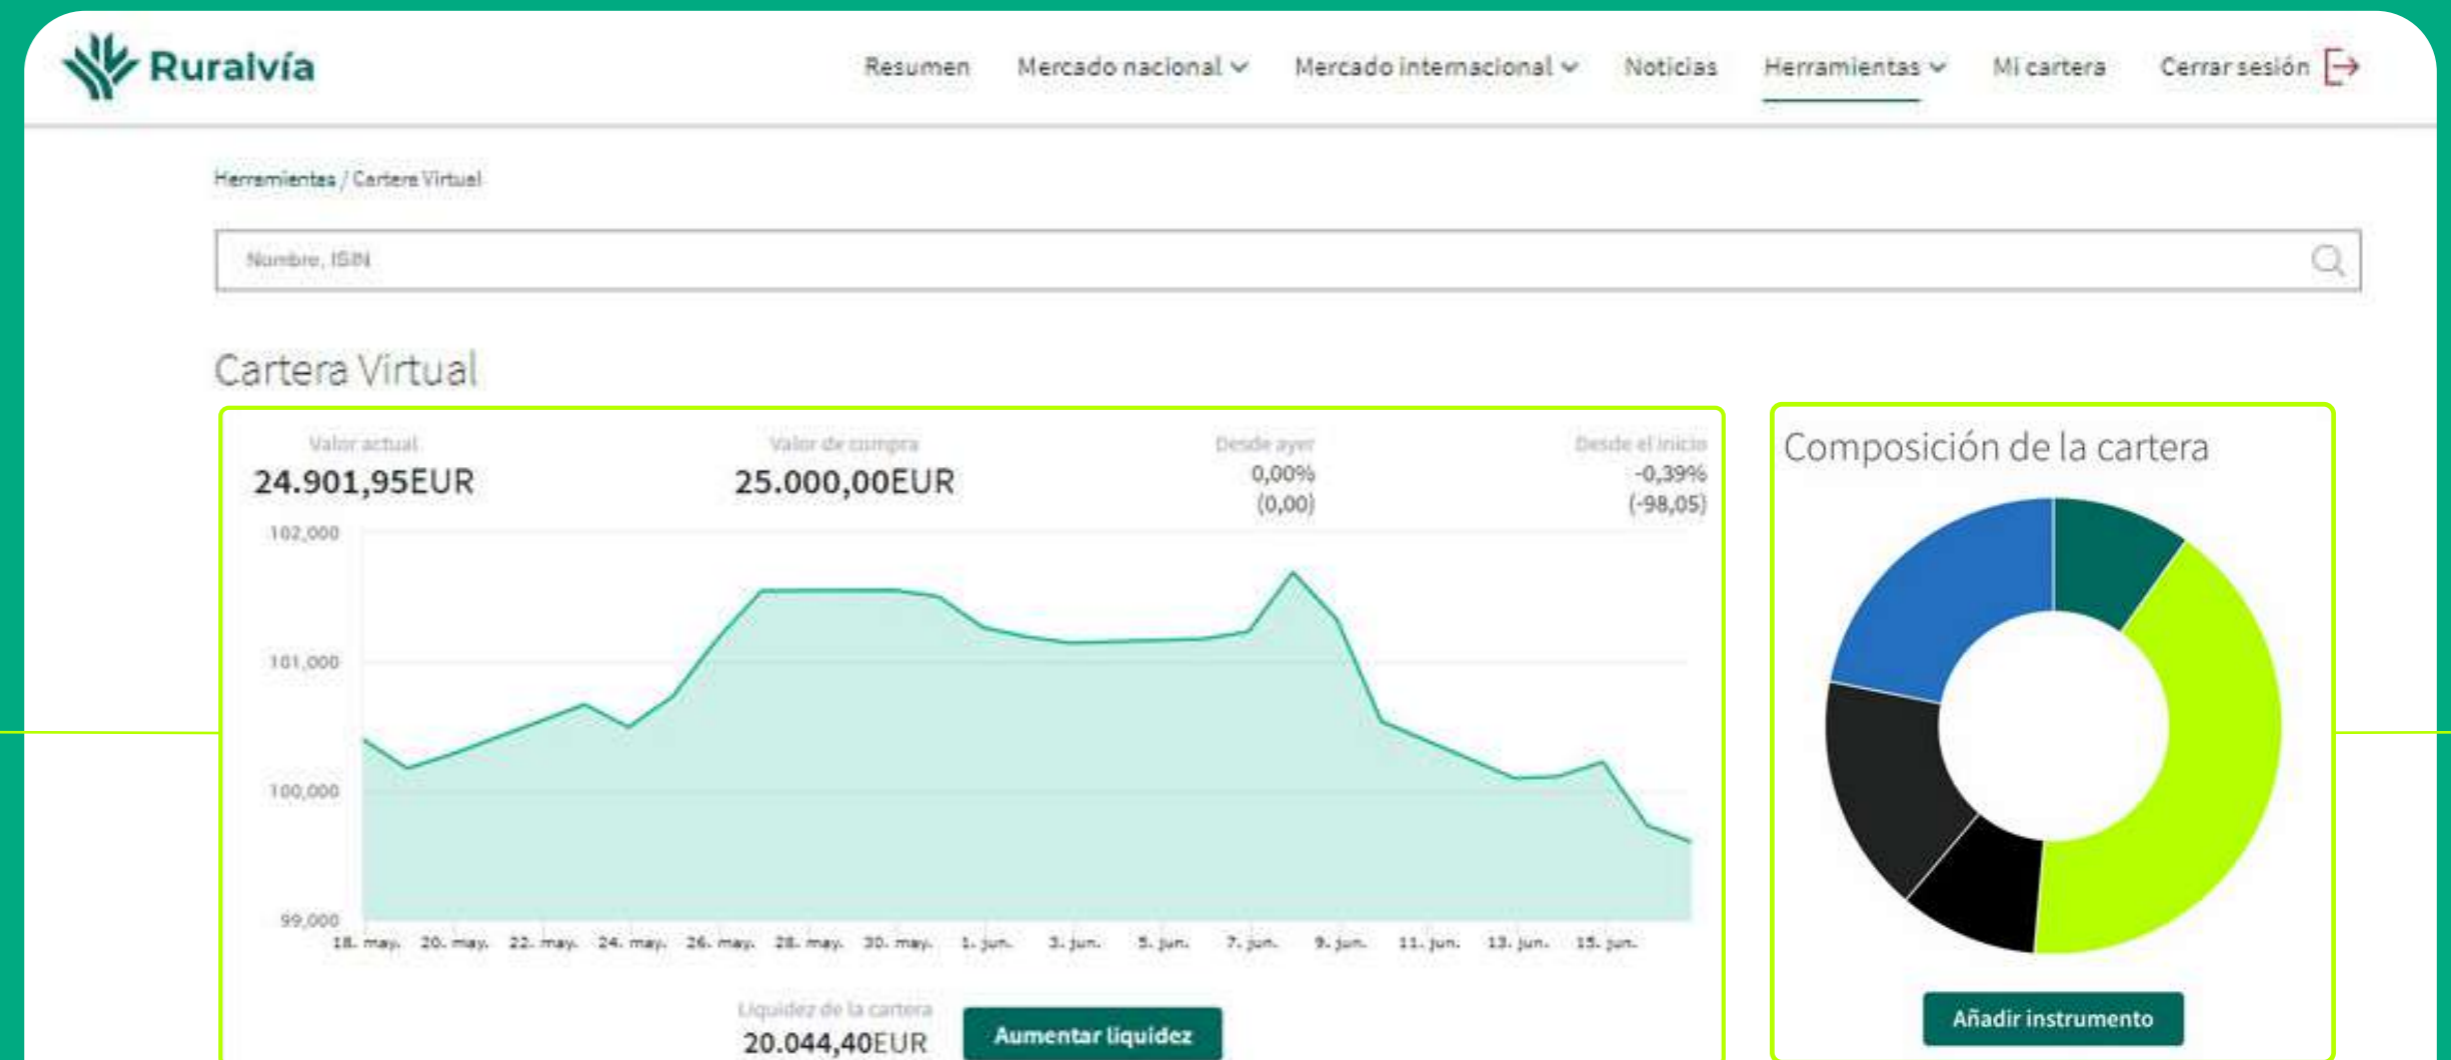 Ruralvía
Resumen Mercado nacional Mercado internacional Noticias Herramientas Mi cartera Cerrar sesión
Herramientas / Cartera Virtual
Nombre, ISIN
Cartera Virtual
Valor actual Valor de compra Desde ayer Desde el inicio
24.901,95EUR 25.000,00EUR 0,00% -0,39%
(0,00) (-98,05)
Composición de la cartera
102,000
101,000
100,000
99,000
18. may. 20. may. 22. may. 24. may. 26. may. 28. may. 30. may. 1. jun. 3. jun. 5. jun. 7. jun. 9. jun. 11. jun. 13. jun. 15. jun.
Liquidez de la cartera
20.044,40EUR
Aumentar liquidez
Añadir instrumento